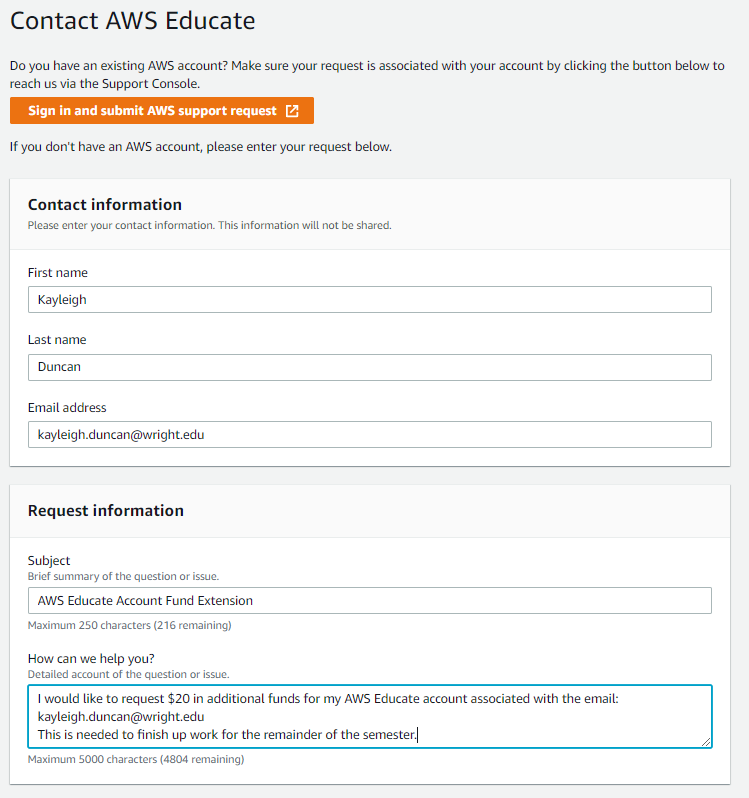 Contact AWS Educate
Do you have an existing AWS account? Make sure your request is associated with your account by clicking the button below to
reach us via the Support Console.
Sign in and submit AWS support request
If you don't have an AWS account, please enter your request below.
Contact information
Please enter your contact information. This information will not be shared.
First name
Kayleigh
Last name
Duncan
Email address
kayleigh.duncan@wright.edu
Request information
Subject
Brief summary of the question or issue.
AWS Educate Account Fund Extension
Maximum 250 characters (216 remaining)
How can we help you?
Detailed account of the question or issue.
I would like to request $20 in additional funds for my AWS Educate account associated with the email:
kayleigh.duncan@wright.edu
This is needed to finish up work for the remainder of the semester.
Maximum 5000 characters (4804 remaining)